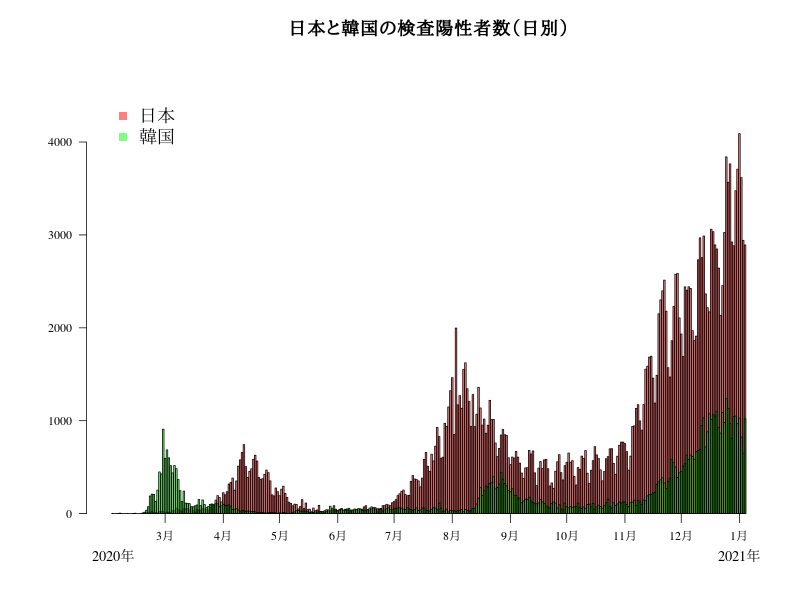 日本と韓国の検査陽性者数（日別）
日本
韓国
4000
3000
2000
1000
0
3月 4月 5月 6月 7月 8月 9月 10月 11月 12月 1月
2020年 2021年